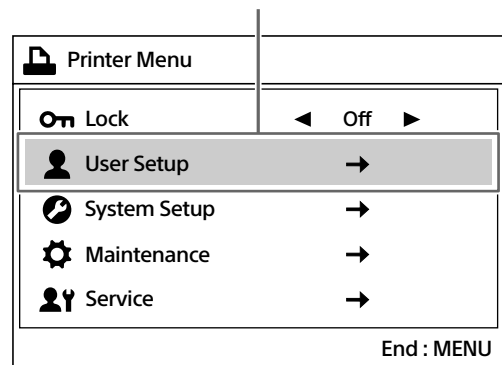 Printer Menu
Lock ◄ Off ►
User Setup →
System Setup →
Maintenance →
Service →
End : MENU